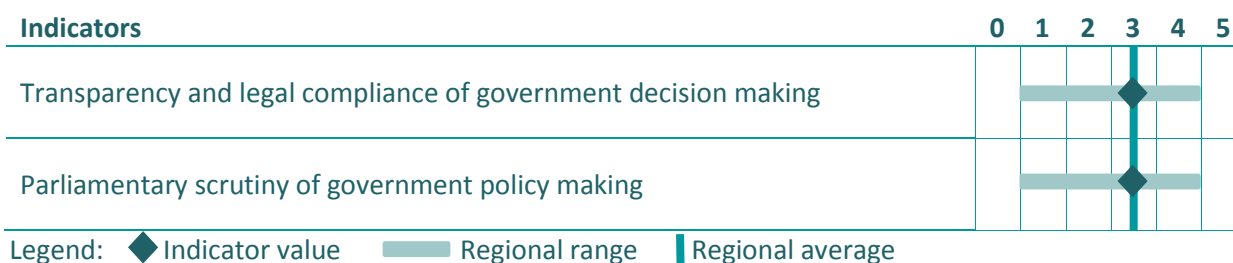 Indicators 0 1 2 3 4 5
Transparency and legal compliance of government decision making
Parliamentary scrutiny of government policy making
Legend: Indicator value Regional range Regional average